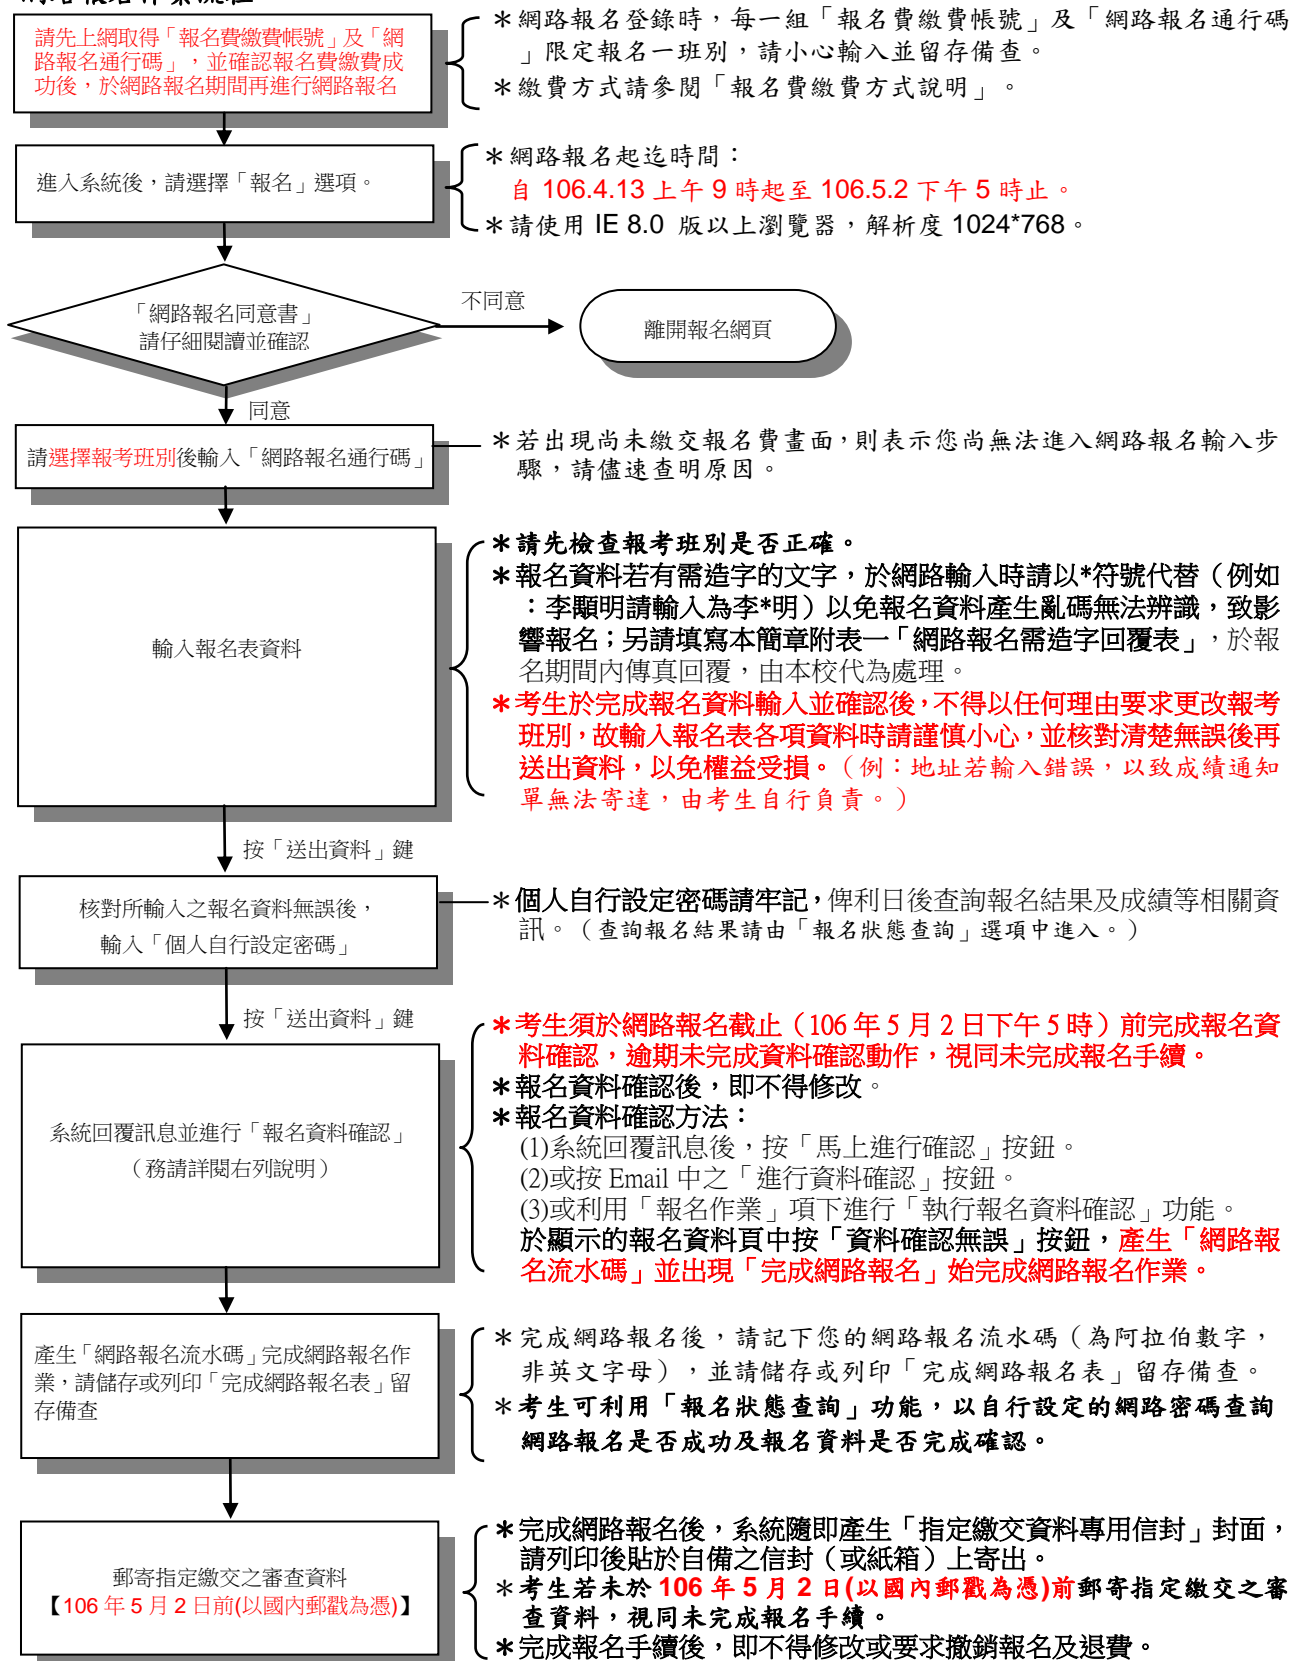 請先上網取得「報名費繳費帳號」及「網
路報名通行碼」，並確認報名費繳費成
功後，於網路報名期間再進行網路報名
＊網路報名登錄時，每一組「報名費繳費帳號」及「網路報名通行碼
」限定報名一班別，請小心輸入並留存備查。
＊繳費方式請參閱「報名費繳費方式說明」。
進入系統後，請選擇「報名」選項。
＊網路報名起迄時間：
自 106.4.13 上午 9 時起至 106.5.2 下午 5 時止。
＊請使用 IE 8.0 版以上瀏覽器，解析度 1024*768。
「網路報名同意書」
請仔細閱讀並確認
不同意
離開報名網頁
同意
請選擇報考班別後輸入「網路報名通行碼」
＊若出現尚未繳交報名費畫面，則表示您尚無法進入網路報名輸入步
驟，請儘速查明原因。
輸入報名表資料
＊請先檢查報考班別是否正確。
＊報名資料若有需造字的文字，於網路輸入時請以*符號代替（例如
：李顒明請輸入為李*明）以免報名資料產生亂碼無法辨識，致影
響報名；另請填寫本簡章附表一「網路報名需造字回覆表」，於報
名期間內傳真回覆，由本校代為處理。
＊考生於完成報名資料輸入並確認後，不得以任何理由要求更改報考
班別，故輸入報名表各項資料時請謹慎小心，並核對清楚無誤後再
送出資料，以免權益受損。（例：地址若輸入錯誤，以致成績通知
單無法寄達，由考生自行負責。）
按「送出資料」鍵
核對所輸入之報名資料無誤後，
輸入「個人自行設定密碼」
＊個人自行設定密碼請牢記，俾利日後查詢報名結果及成績等相關資
訊。（查詢報名結果請由「報名狀態查詢」選項中進入。）
按「送出資料」鍵
系統回覆訊息並進行「報名資料確認」
（務請詳閱右列說明）
＊考生須於網路報名截止（106 年 5 月 2 日下午 5 時）前完成報名資
料確認，逾期未完成資料確認動作，視同未完成報名手續。
＊報名資料確認後，即不得修改。
＊報名資料確認方法：
(1)系統回覆訊息後，按「馬上進行確認」按鈕。
(2)或按 Email 中之「進行資料確認」按鈕。
(3)或利用「報名作業」項下進行「執行報名資料確認」功能。
於顯示的報名資料頁中按「資料確認無誤」按鈕，產生「網路報
名流水碼」並出現「完成網路報名」始完成網路報名作業。
產生「網路報名流水碼」完成網路報名作
業，請儲存或列印「完成網路報名表」留
存備查
＊完成網路報名後，請記下您的網路報名流水碼（為阿拉伯數字，
非英文字母），並請儲存或列印「完成網路報名表」留存備查。
＊考生可利用「報名狀態查詢」功能，以自行設定的網路密碼查詢
網路報名是否成功及報名資料是否完成確認。
郵寄指定繳交之審查資料
【106 年 5 月 2 日前(以國內郵戳為憑)】
＊完成網路報名後，系統隨即產生「指定繳交資料專用信封」封面，
請列印後貼於自備之信封（或紙箱）上寄出。
＊考生若未於 106 年 5 月 2 日(以國內郵戳為憑)前郵寄指定繳交之審
查資料，視同未完成報名手續。
＊完成報名手續後，即不得修改或要求撤銷報名及退費。